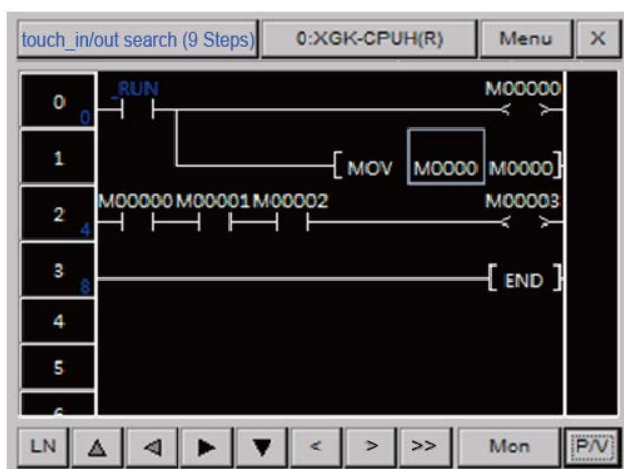 touch_in/out search (9 Steps) 0:XGK-CPUH(R) Menu X
0 0 _RUN M00000
1 MOV M0000 M0000
2 4 M00000 M00001 M00002 M00003
3 8 END
4
5
6
LN < > >> Mon P/V